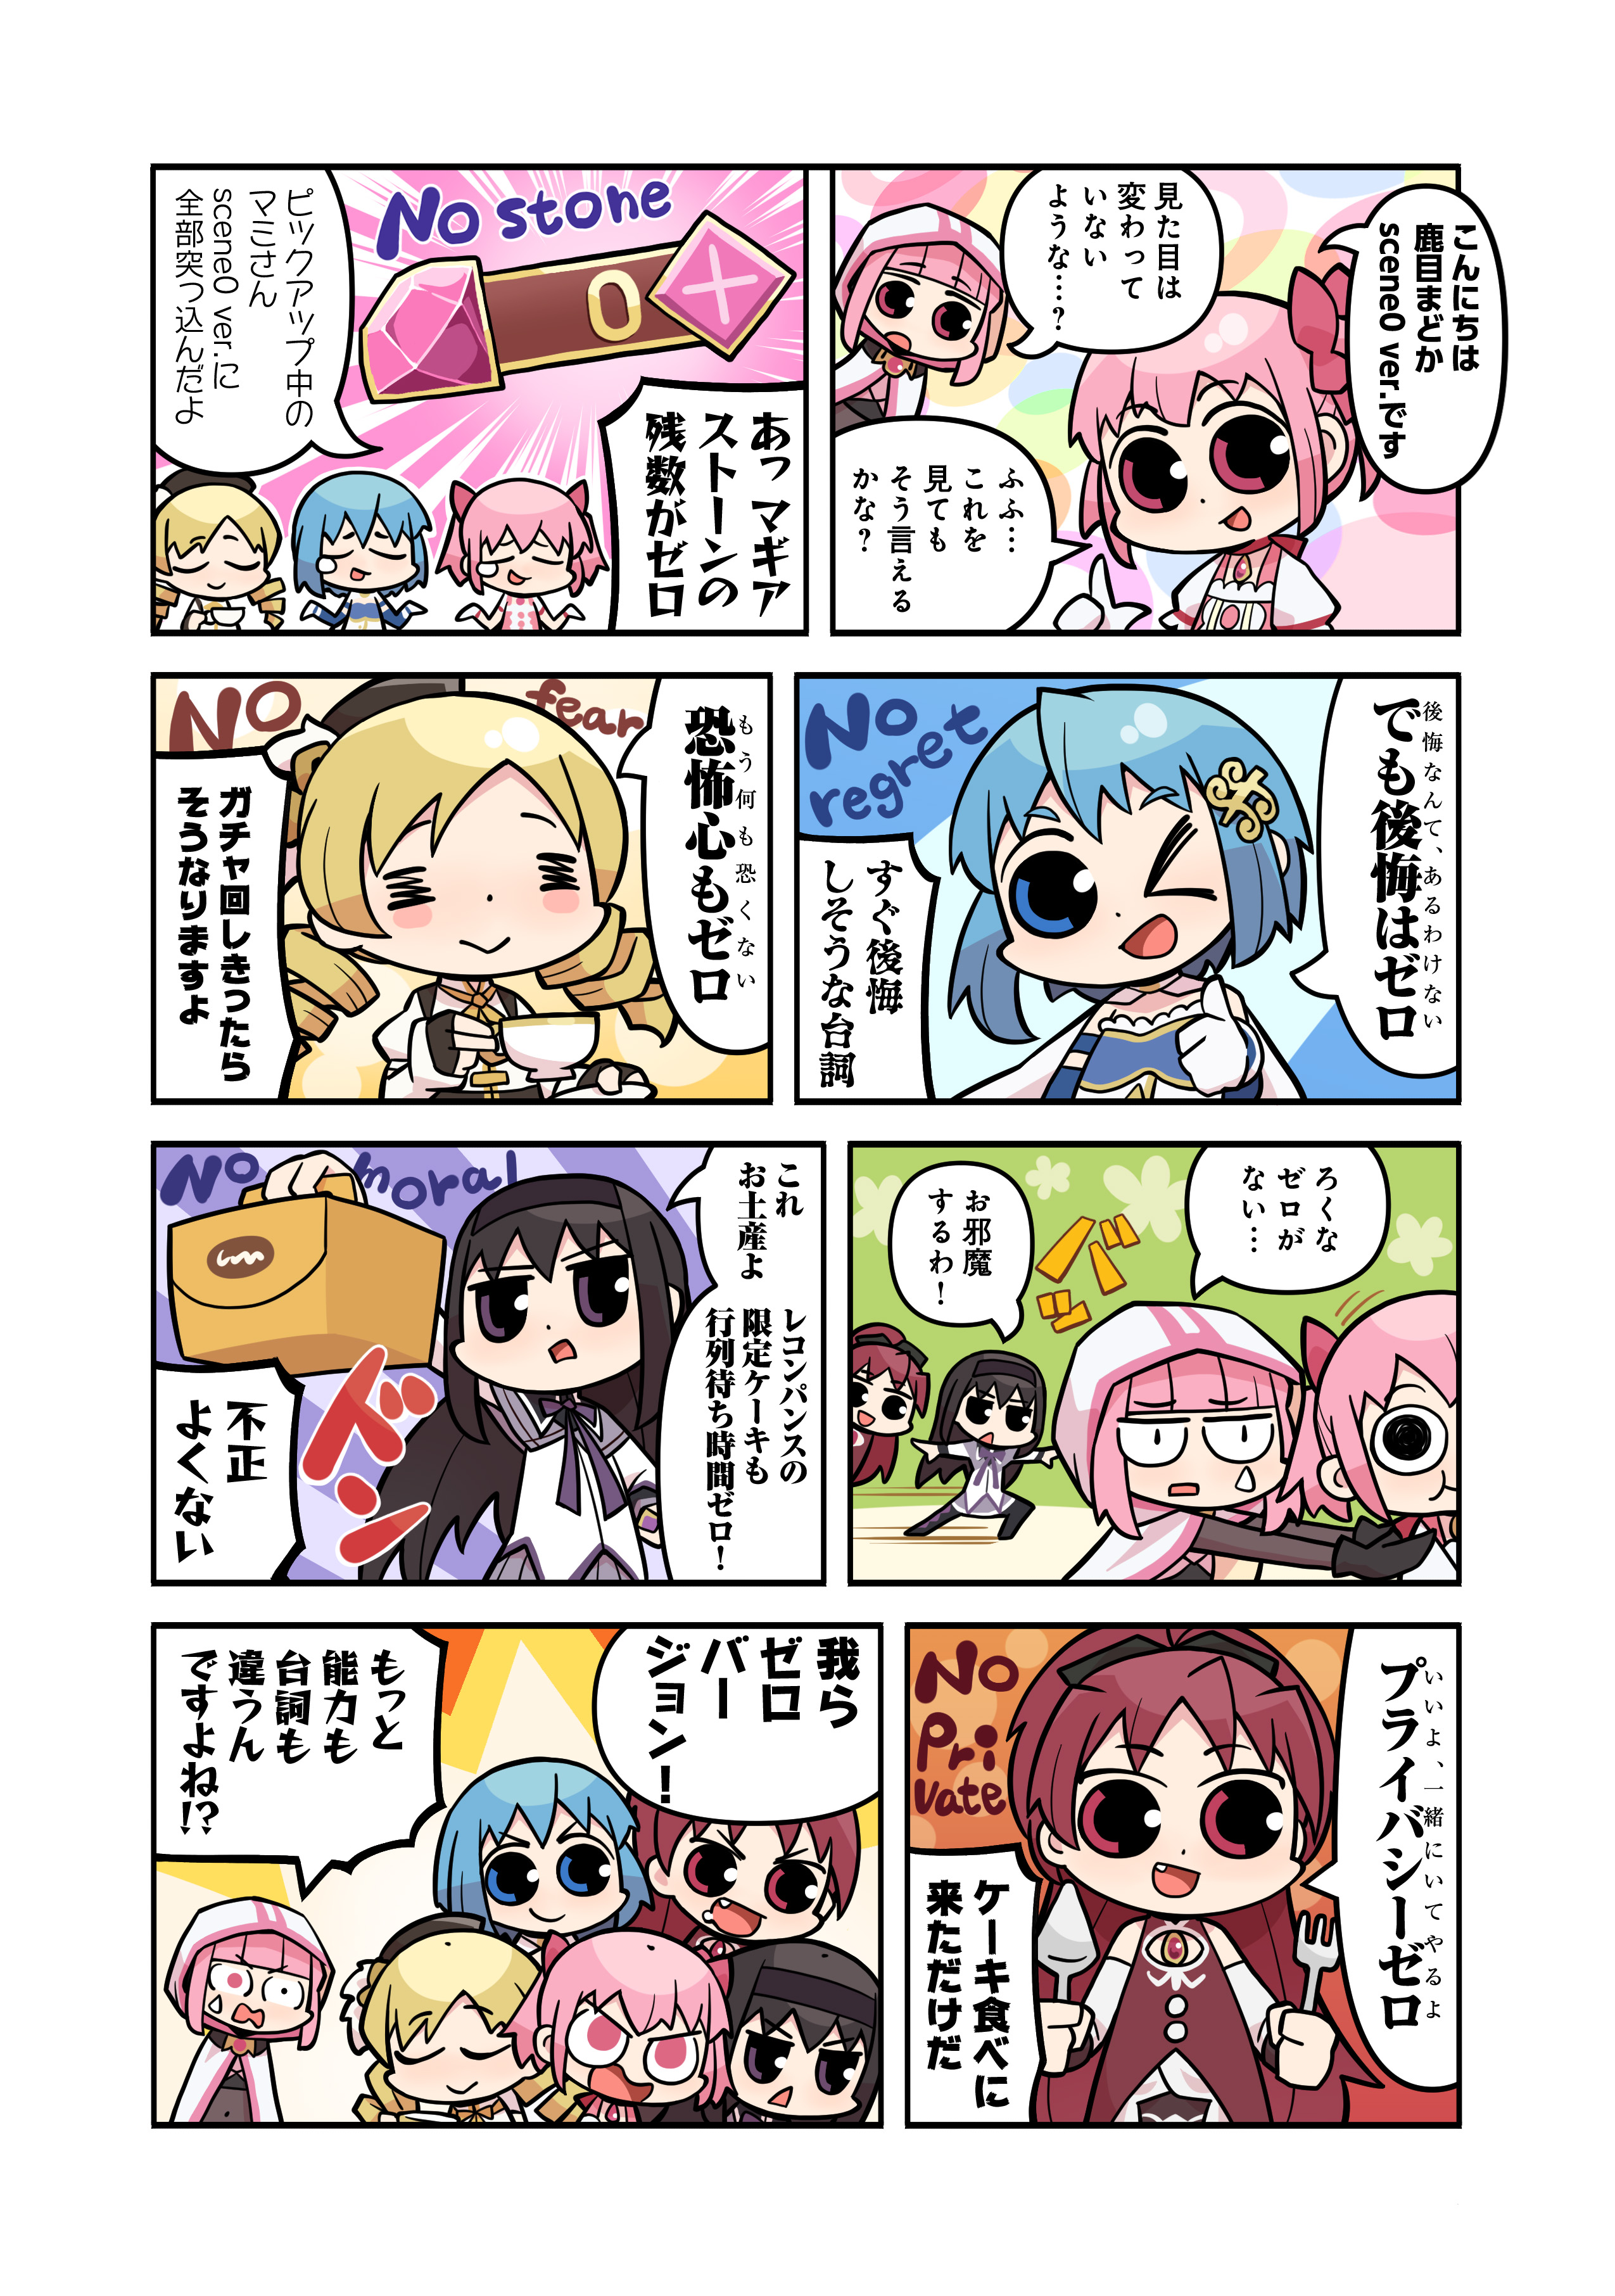 こんにちは
鹿目まどか
scene0 ver.です
見た目は
変わって
いない
ような…?
ふふ…
これを
見ても
そう言える
かな?
No stone
0
あっ マギア
ストーンの
残数がゼロ
ピックアップ中の
マミさん
scene0 ver.に
全部突っ込んだよ
後悔なんて、あるわけない
でも後悔はゼロ
No
regret
すぐ後悔
しそうな台詞
もう何も恐くない
恐怖心もゼロ
No fear
ガチャ回しきったら
そうなりますよ
ろくな
ゼロが
ない…
バッ
お邪魔
するわ!
これ
お土産よ
レコンパンスの
限定ケーキも
行列待ち時間ゼロ!
No moral
ドン
不正
よくない
いいよ、一緒にいてやるよ
プライバシーゼロ
No
Pri
vate
ケーキ食べに
来ただけだ
我ら
ゼロ
バー
ジョン!
もっと
能力も
台詞も
違うん
ですよね!?